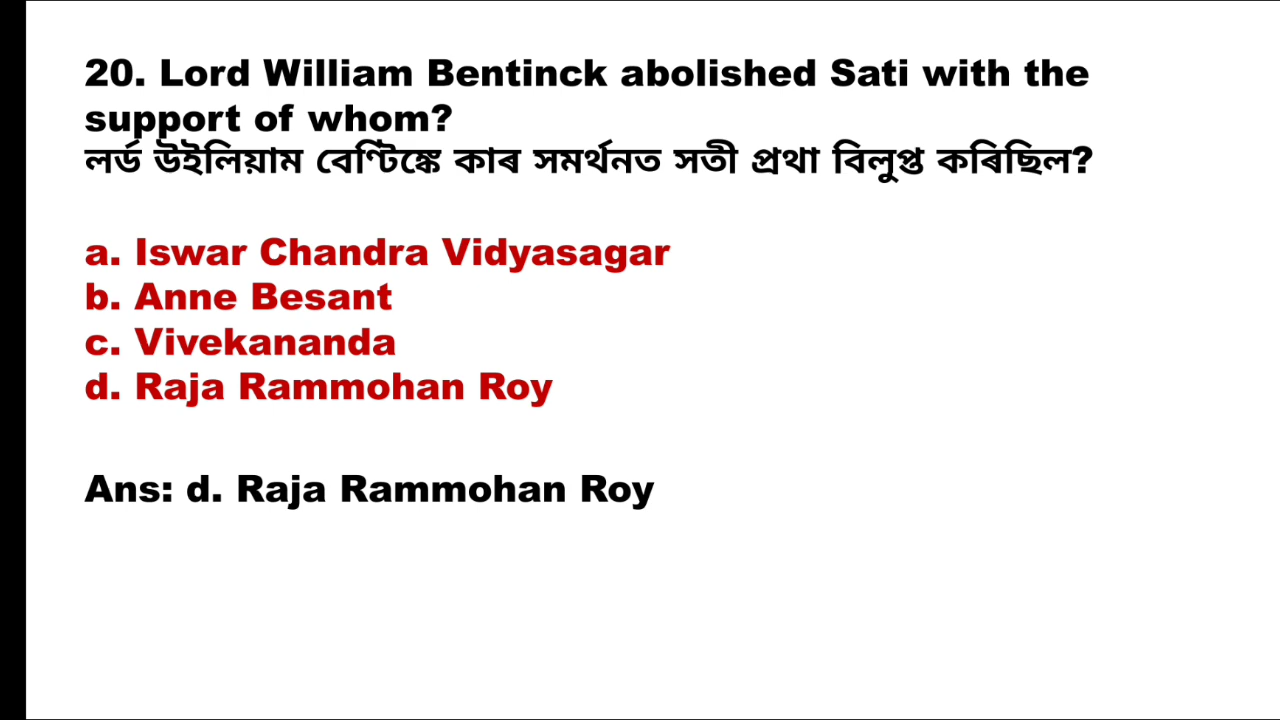 20. Lord William Bentinck abolished Sati with the
support of whom?
লর্ড উইলিয়াম বেণ্টিঙ্কে কাৰ সমৰ্থনত সতী প্ৰথা বিলুপ্ত কৰিছিল?
a. Iswar Chandra Vidyasagar
b. Anne Besant
c. Vivekananda
d. Raja Rammohan Roy
Ans: d. Raja Rammohan Roy